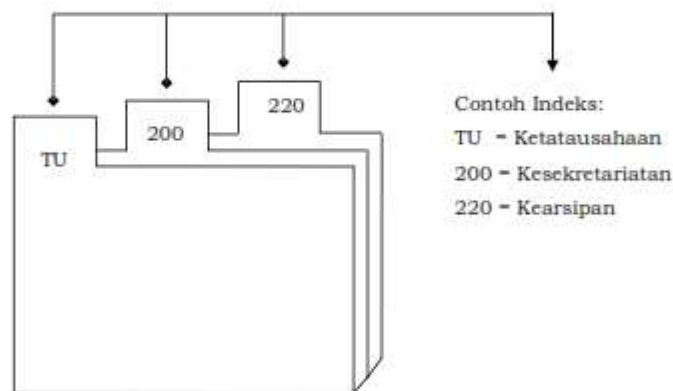 220
200
TU
Contoh Indeks:
TU = Ketatausahaan
200 = Kesekretariatan
220 = Kearsipan